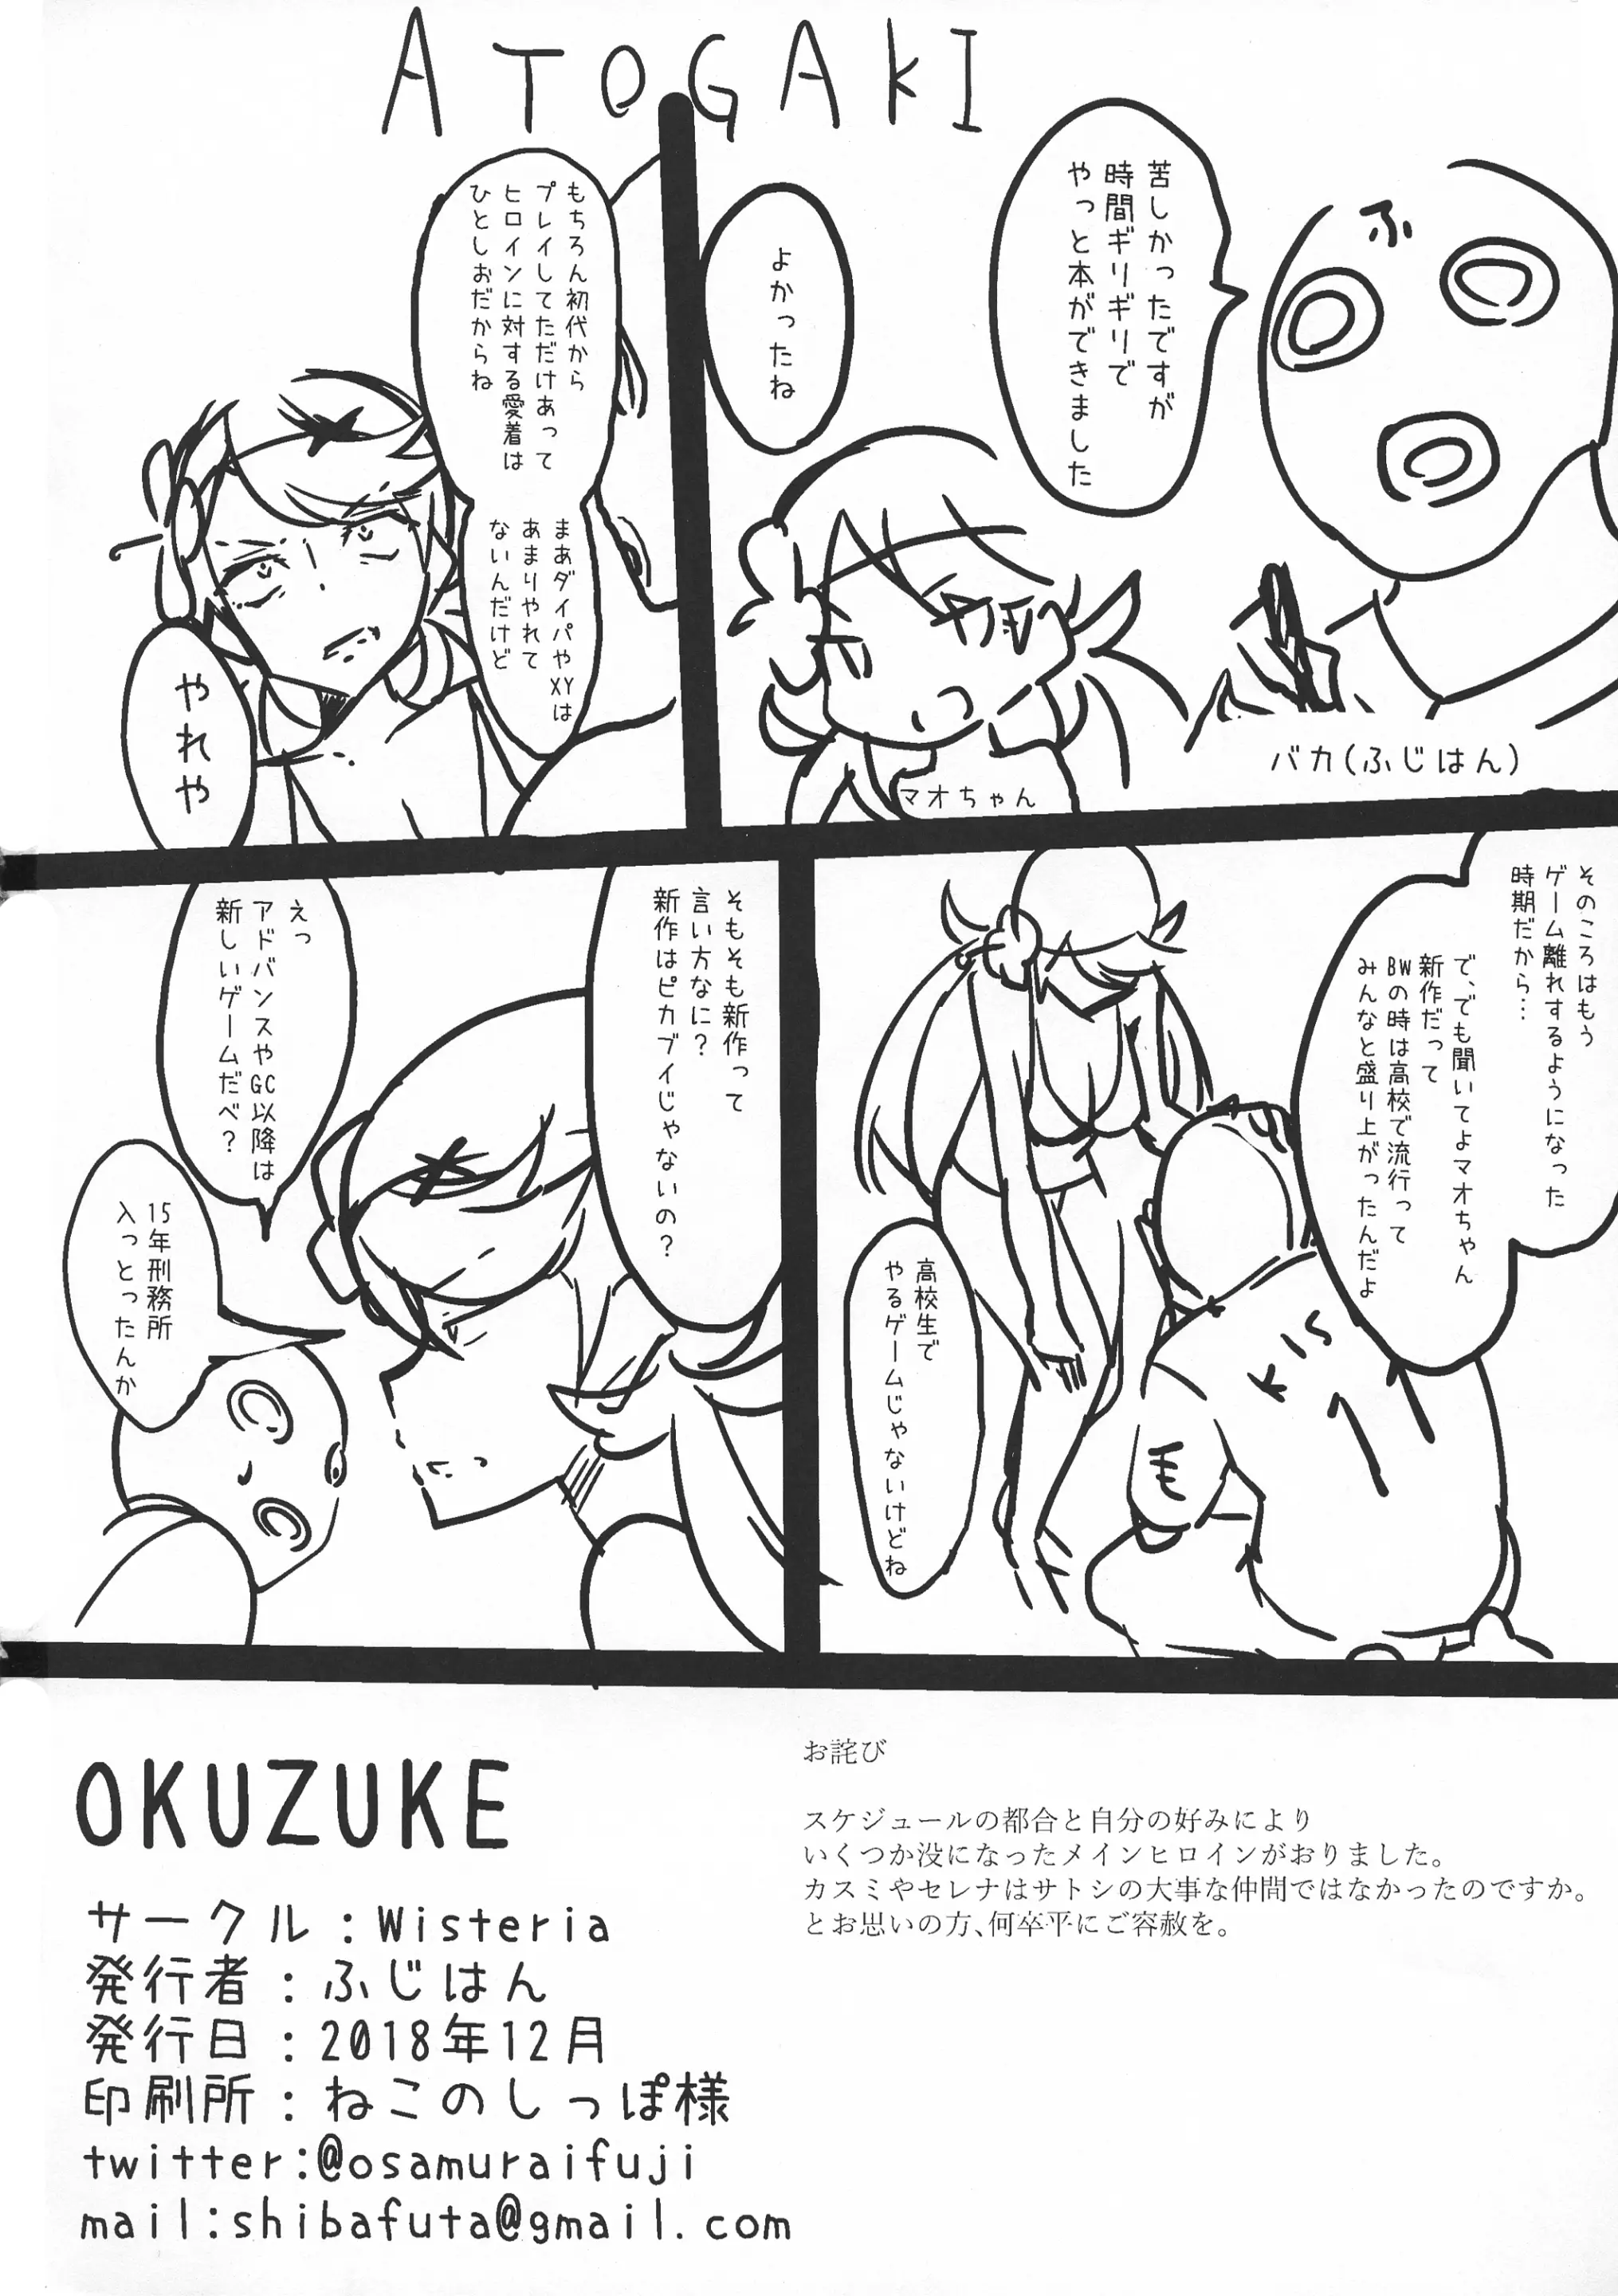 ATOGAKI
苦しかったですが
時間ギリギリで
やっと本ができました
ふ
よかったね
バカ(ふじはん)
マオちゃん
もちろん初代から
プレイしてただけあって
ヒロインに対する愛着は
ひとしおだからね
まあダイパや
XYは
あまりやれて
ないんだけど
やれや
そのころはもう
ゲーム離れするようになった
時期だから…
で、でも聞いてよマオちゃん
新作だって
BWの時は高校で流行って
みんなと盛り上がったんだよ
高校生で
やるゲームじゃないけどね
毛
そもそも新作って
言い方なに?
新作はピカブイじゃないの?
えっ
アドバンスやGC以降は
新しいゲームだべ?
15年刑務所
入っとったんか
OKUZUKE
サークル:Wisteria
発行者:ふじはん
発行日:2018年12月
印刷所:ねこのしっぽ様
twitter:@osamuraifuji
mail:shibafuta@gmail.com
お詫び
スケジュールの都合と自分の好みにより
いくつか没になったメインヒロインがおりました。
カスミやセレナはサトシの大事な仲間ではなかったのですか。
とお思いの方、何卒平にご容赦を。